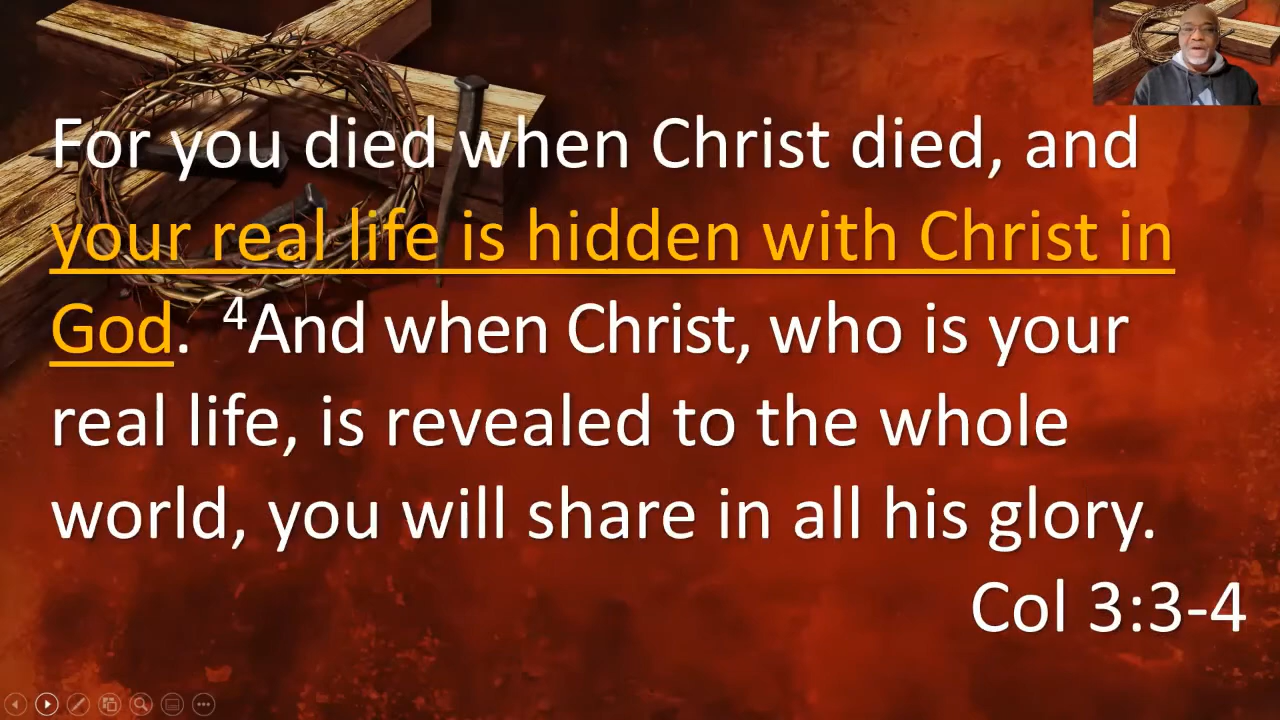 For you died when Christ died, and
your real life is hidden with Christ in
God. ⁴And when Christ, who is your
real life, is revealed to the whole
world, you will share in all his glory.
Col 3:3-4